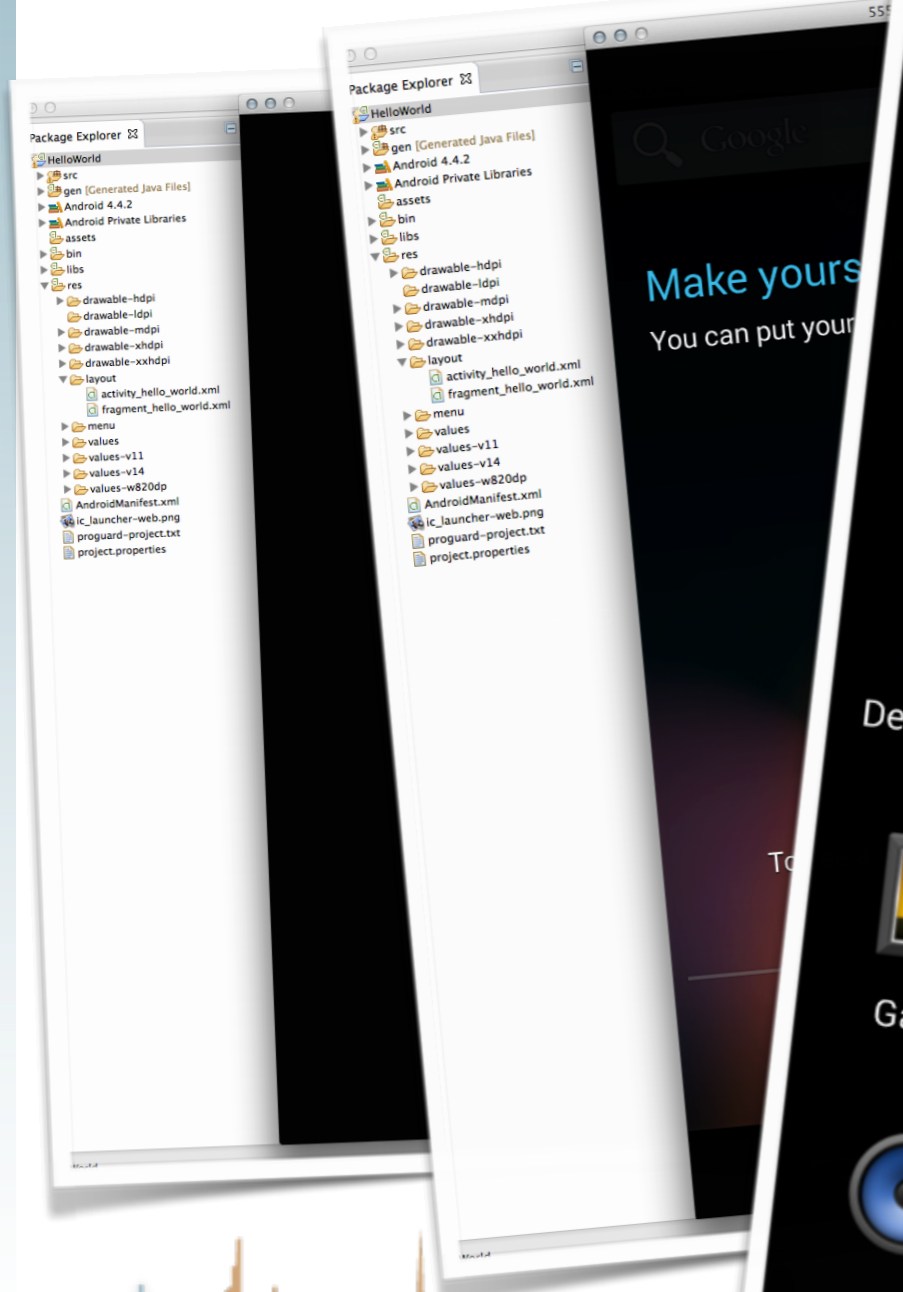 Package Explorer
HelloWorld
src
gen [Generated Java Files]
Android 4.4.2
Android Private Libraries
assets
bin
libs
res
drawable-hdpi
drawable-ldpi
drawable-mdpi
drawable-xhdpi
drawable-xxhdpi
layout
activity_hello_world.xml
fragment_hello_world.xml
menu
values
values-v11
values-v14
values-w820dp
AndroidManifest.xml
ic_launcher-web.png
proguard-project.txt
project.properties
Package Explorer
HelloWorld
src
gen [Generated Java Files]
Android 4.4.2
Android Private Libraries
assets
bin
libs
res
drawable-hdpi
drawable-ldpi
drawable-mdpi
drawable-xhdpi
drawable-xxhdpi
layout
activity_hello_world.xml
fragment_hello_world.xml
menu
values
values-v11
values-v14
values-w820dp
AndroidManifest.xml
ic_launcher-web.png
proguard-project.txt
project.properties
555
Google
Make yours
You can put your
To
De
Ga